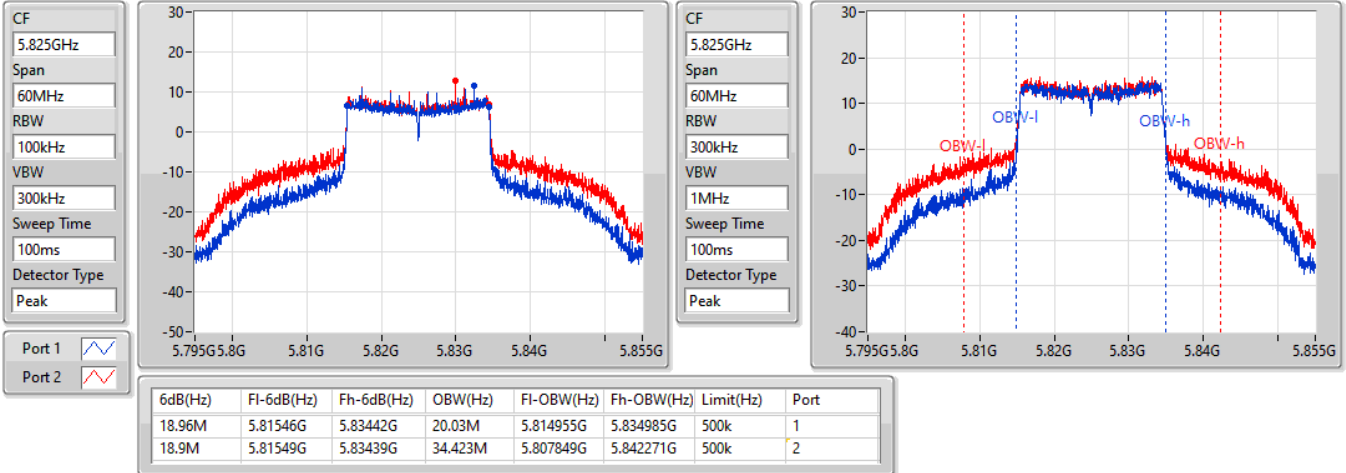 CF
5.825GHz
Span
60MHz
RBW
100kHz
VBW
300kHz
Sweep Time
100ms
Detector Type
Peak
30
20
10
0
-10
-20
-30
-40
-50
5.795G 5.8G 5.81G 5.82G 5.83G 5.84G 5.855G
CF
5.825GHz
Span
60MHz
RBW
300kHz
VBW
1MHz
Sweep Time
100ms
Detector Type
Peak
30
20
10
0
-10
-20
-30
-40
OBW-l OBW-l OBW-h OBW-h
5.795G 5.8G 5.81G 5.82G 5.83G 5.84G 5.855G
Port 1
Port 2
6dB(Hz) Fl-6dB(Hz) Fh-6dB(Hz) OBW(Hz) Fl-OBW(Hz) Fh-OBW(Hz) Limit(Hz) Port
18.96M 5.81546G 5.83442G 20.03M 5.814955G 5.834985G 500k 1
18.9M 5.81549G 5.83439G 34.423M 5.807849G 5.842271G 500k 2